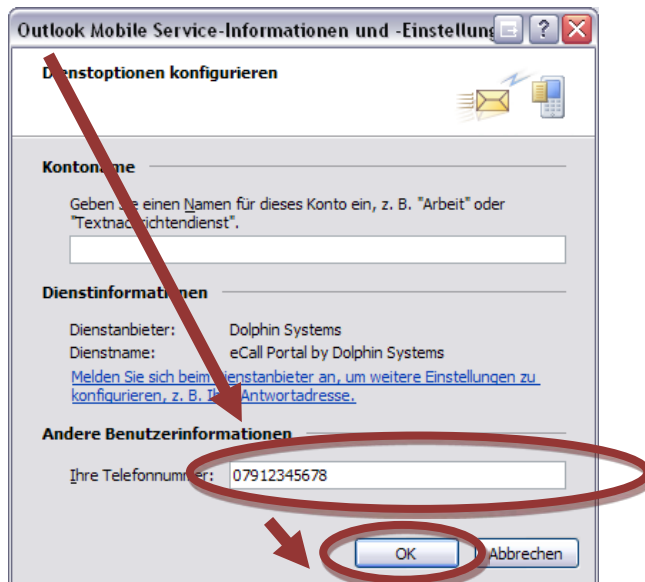 Outlook Mobile Service-Informationen und -Einstellung
Dienstoptionen konfigurieren
Kontoname
Geben Sie einen Namen für dieses Konto ein, z. B. "Arbeit" oder
"Textnachrichtendienst".
Dienstinformationen
Dienstanbieter: Dolphin Systems
Dienstname: eCall Portal by Dolphin Systems
Melden Sie sich beim Dienstanbieter an, um weitere Einstellungen zu
konfigurieren, z. B. Ihre Antwortadresse.
Andere Benutzerinformationen
Ihre Telefonnummer: 07912345678
OK Abbrechen